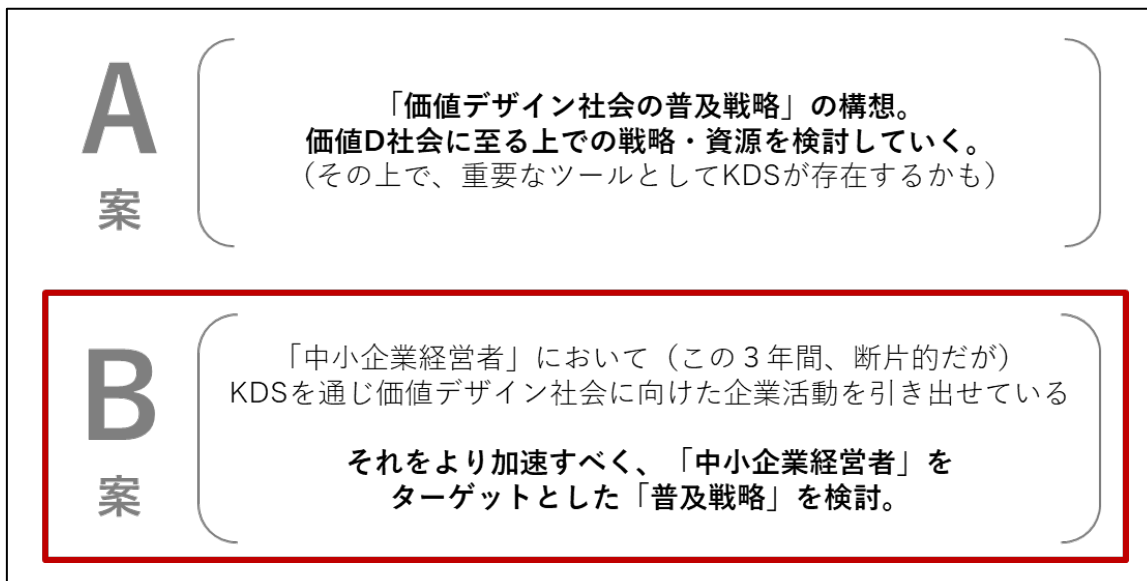 A
案
「価値デザイン社会の普及戦略」の構想。
価値D社会に至る上での戦略・資源を検討していく。
（その上で、重要なツールとしてKDSが存在するかも）
B
案
「中小企業経営者」において（この３年間、断片的だが）
KDSを通じ価値デザイン社会に向けた企業活動を引き出せている
それをより加速すべく、「中小企業経営者」を
ターゲットとした「普及戦略」を検討。